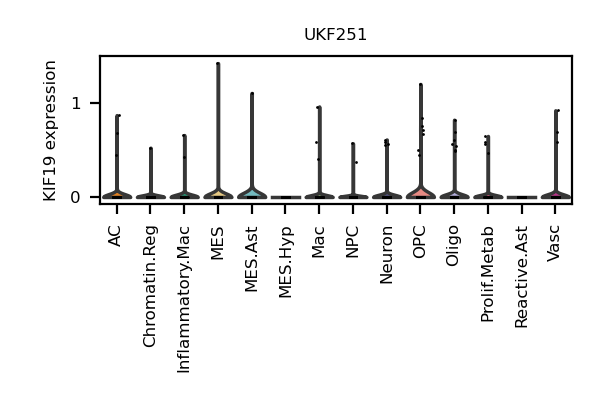 UKF251
KIF19 expression
1
0
AC
Chromatin.Reg
Inflammatory.Mac
MES
MES.Ast
MES.Hyp
Mac
NPC
Neuron
OPC
Oligo
Prolif.Metab
Reactive.Ast
Vasc